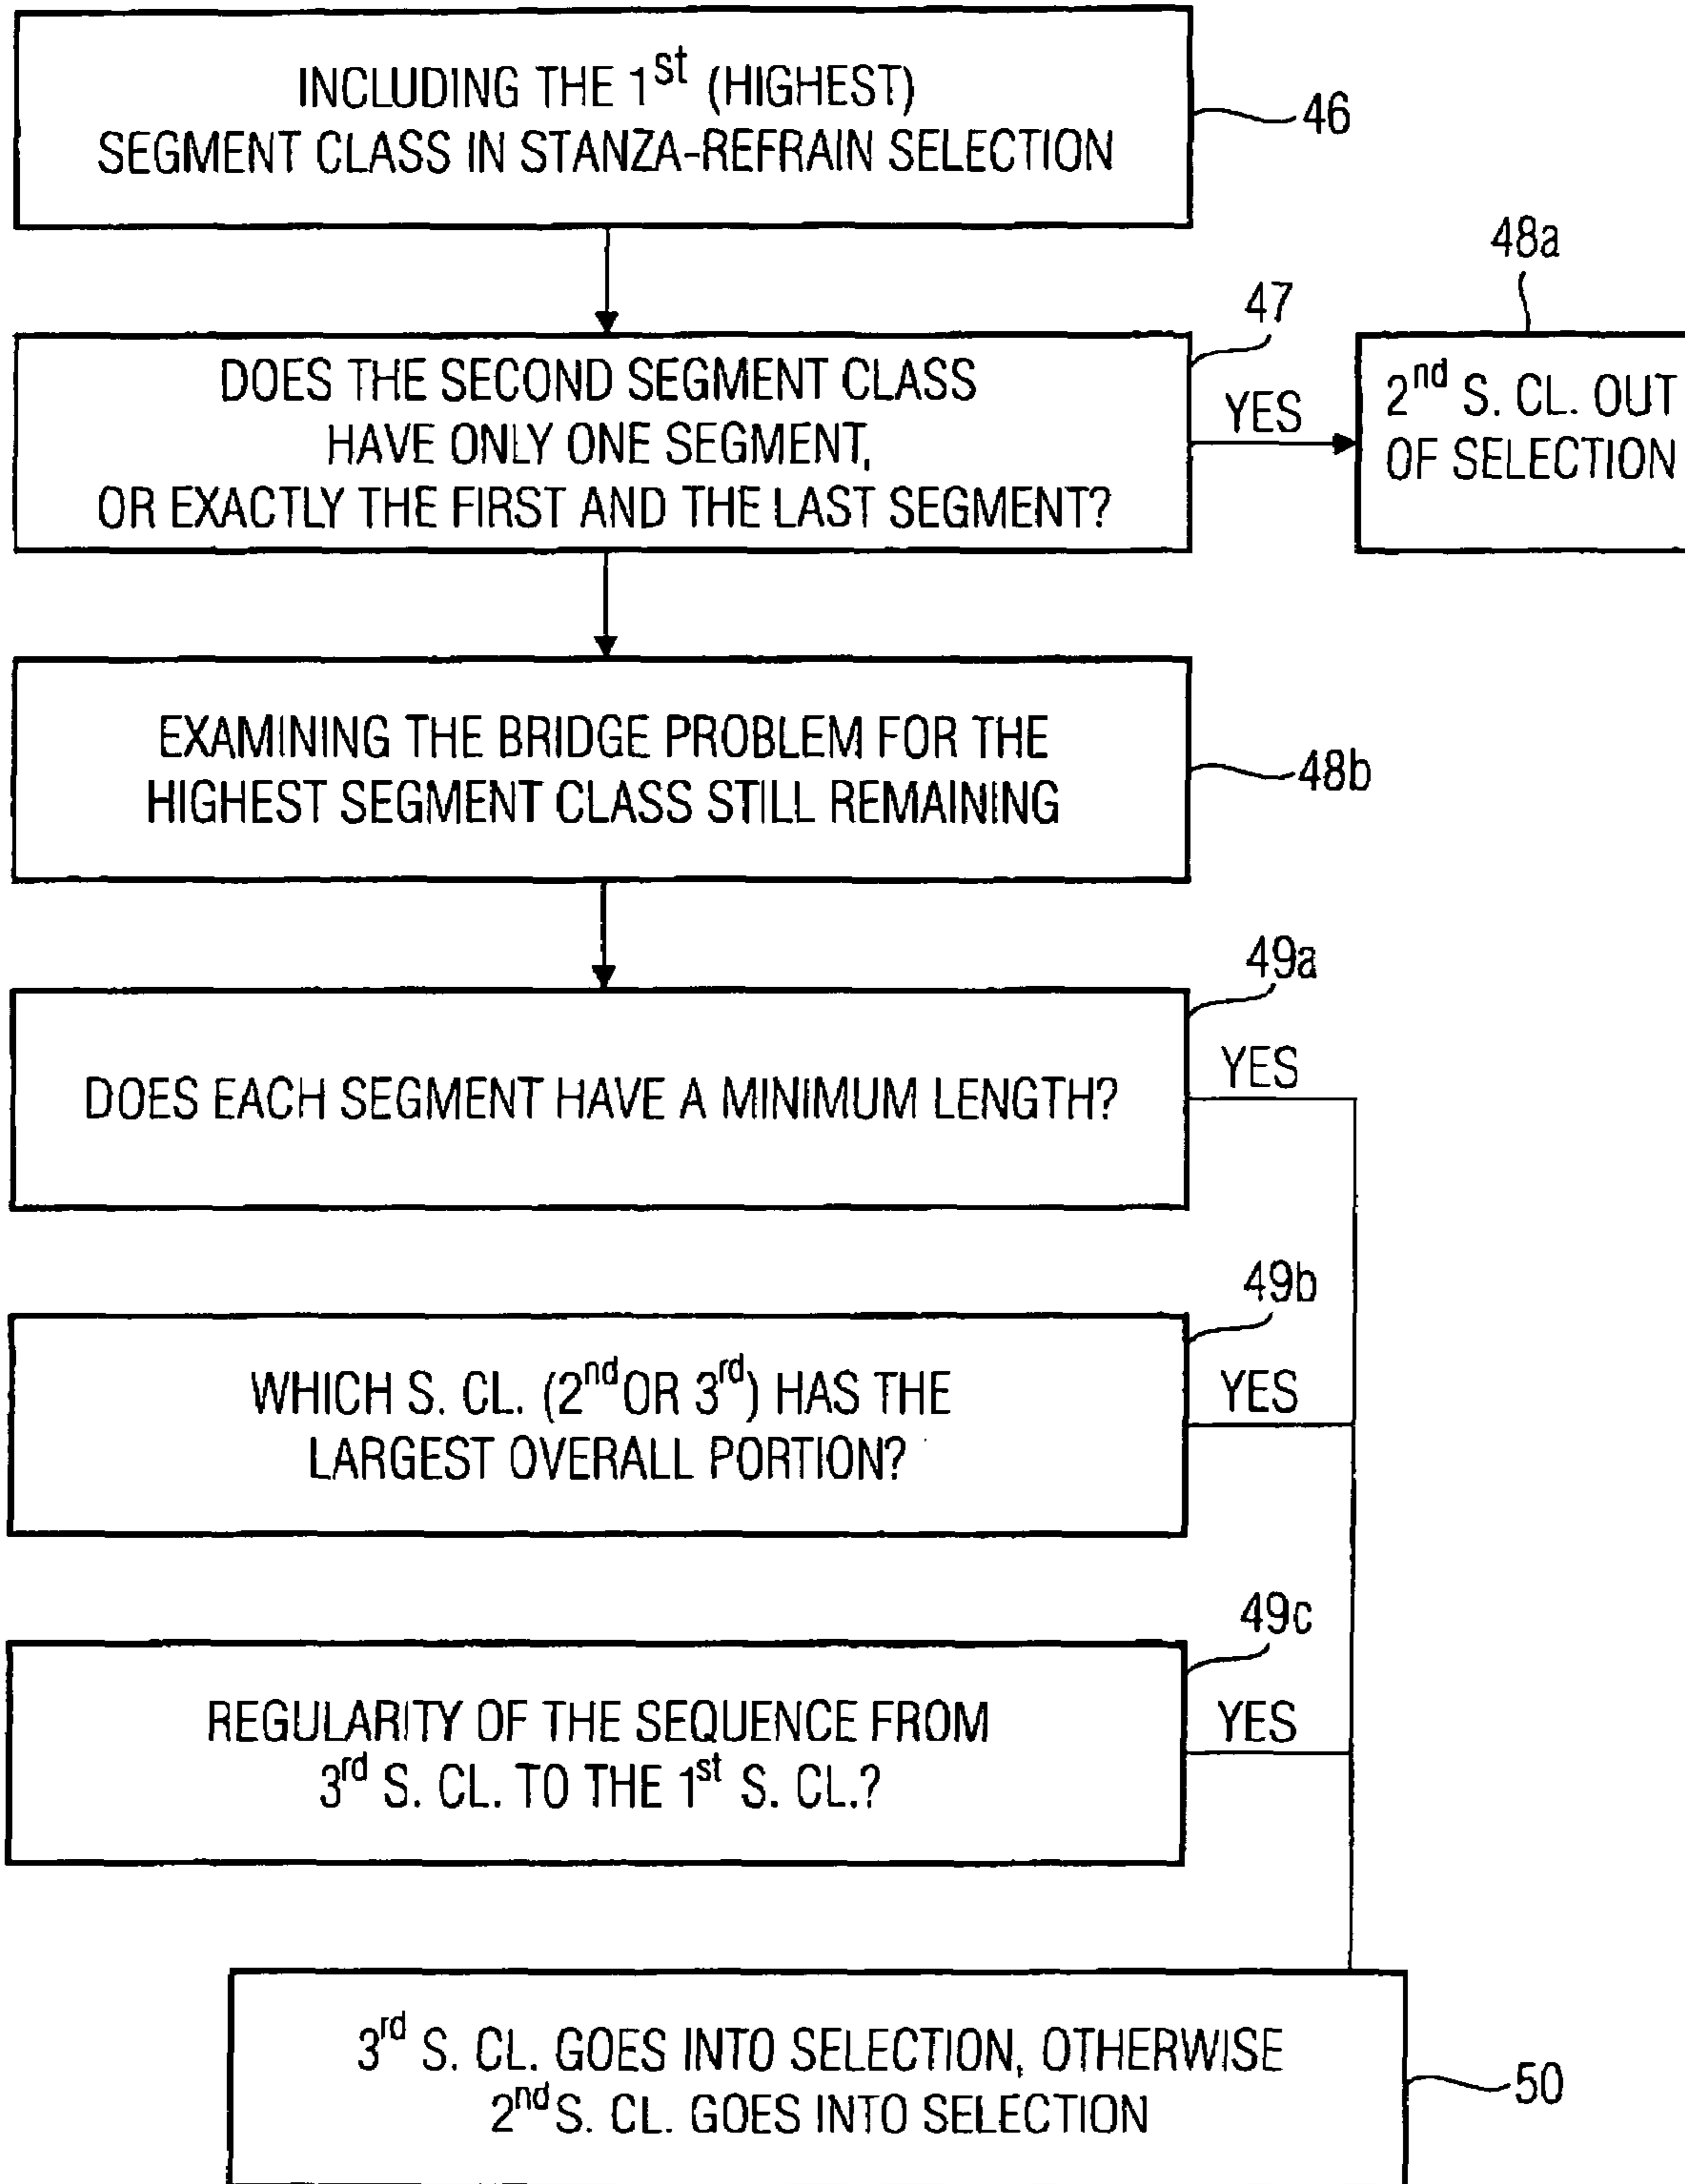 INCLUDING THE 1st (HIGHEST)
SEGMENT CLASS IN STANZA-REFRAIN SELECTION
46
48a
47
DOES THE SECOND SEGMENT CLASS
HAVE ONLY ONE SEGMENT,
OR EXACTLY THE FIRST AND THE LAST SEGMENT?
YES
2nd S. CL. OUT
OF SELECTION
EXAMINING THE BRIDGE PROBLEM FOR THE
HIGHEST SEGMENT CLASS STILL REMAINING
48b
49a
DOES EACH SEGMENT HAVE A MINIMUM LENGTH?
YES
49b
WHICH S. CL. (2nd OR 3rd) HAS THE
LARGEST OVERALL PORTION?
YES
49c
REGULARITY OF THE SEQUENCE FROM
3rd S. CL. TO THE 1st S. CL.?
YES
3rd S. CL. GOES INTO SELECTION, OTHERWISE
2nd S. CL. GOES INTO SELECTION
50